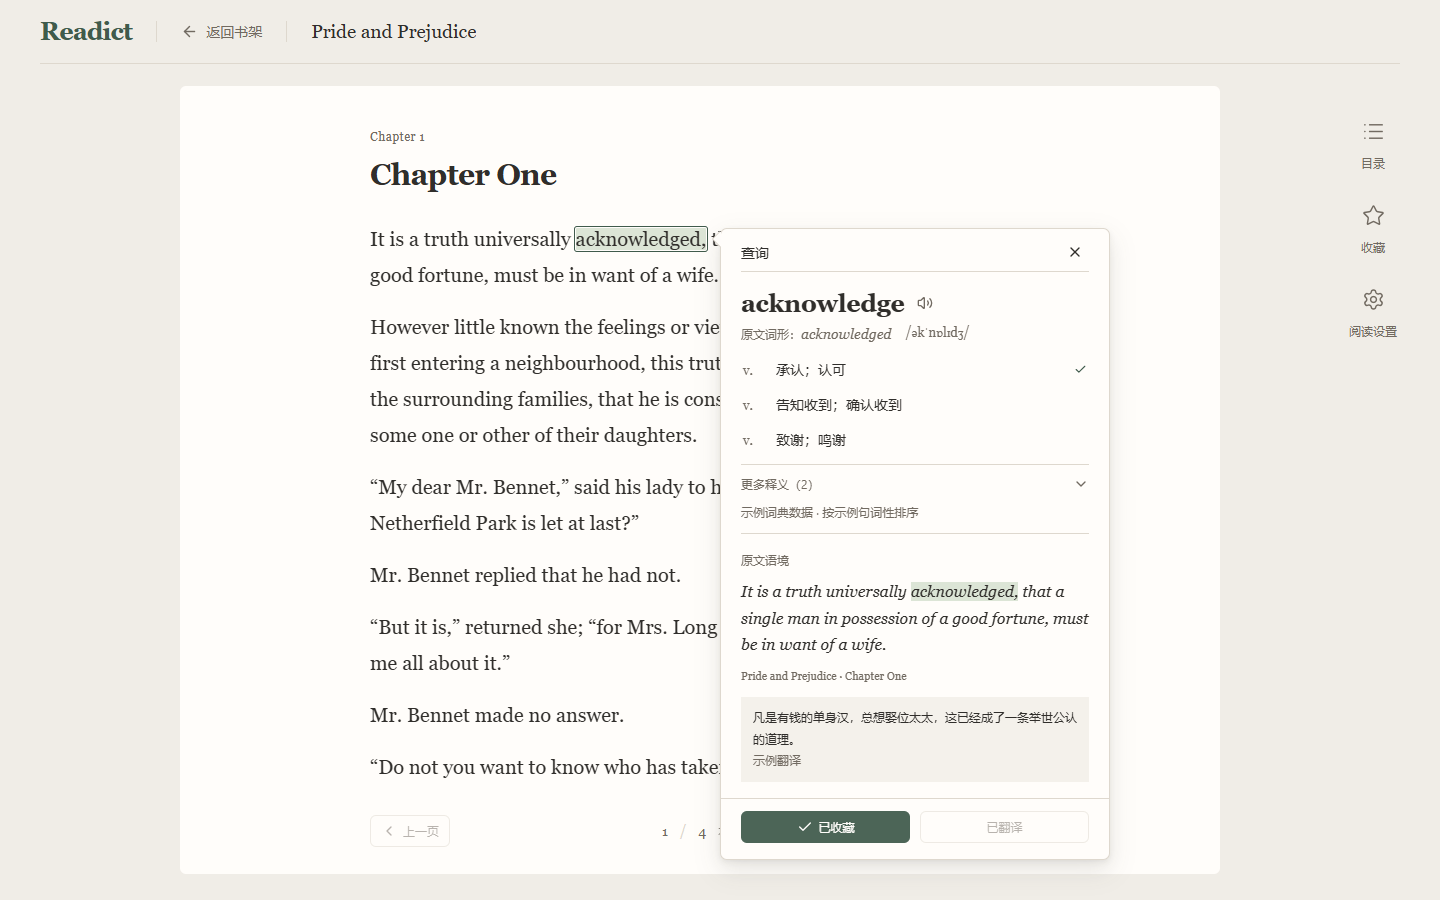 Readict
返回书架
Pride and Prejudice
Chapter 1
Chapter One
It is a truth universally acknowledged,
good fortune, must be in want of a wife.
However little known the feelings or vie
first entering a neighbourhood, this trut
the surrounding families, that he is cons
some one or other of their daughters.
“My dear Mr. Bennet,” said his lady to h
Netherfield Park is let at last?”
Mr. Bennet replied that he had not.
“But it is,” returned she; “for Mrs. Long
me all about it.”
Mr. Bennet made no answer.
“Do not you want to know who has take
上一页
1 / 4
查询
acknowledge
原文词形：acknowledged /əkˈnɒlɪdʒ/
v. 承认；认可
v. 告知收到；确认收到
v. 致谢；鸣谢
更多释义（2）
示例词典数据 · 按示例句词性排序
原文语境
It is a truth universally acknowledged, that a
single man in possession of a good fortune, must
be in want of a wife.
Pride and Prejudice · Chapter One
凡是有钱的单身汉，总想娶位太太，这已经成了一条举世公认
的道理。
示例翻译
已收藏
已翻译
目录
收藏
阅读设置